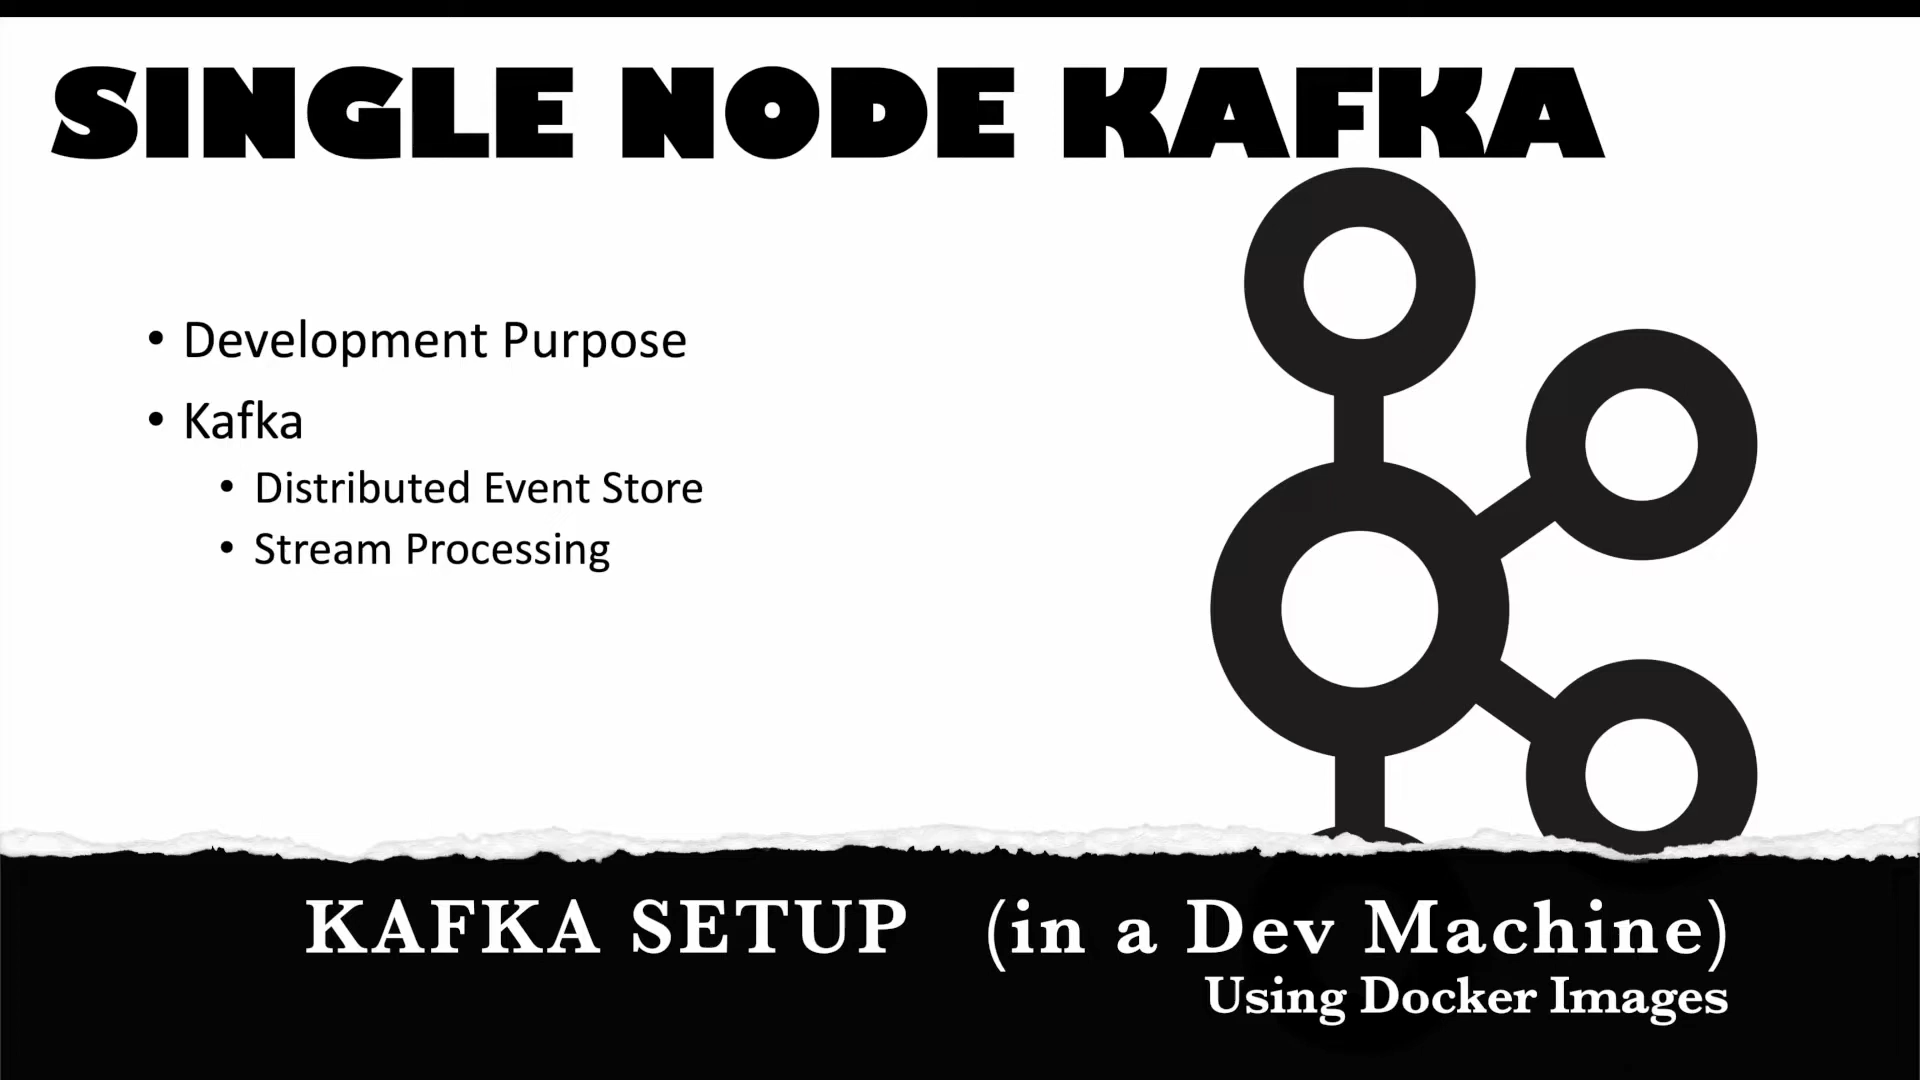 SINGLE NODE KAFKA
• Development Purpose
• Kafka
• Distributed Event Store
• Stream Processing
KAFKA SETUP (in a Dev Machine)
Using Docker Images